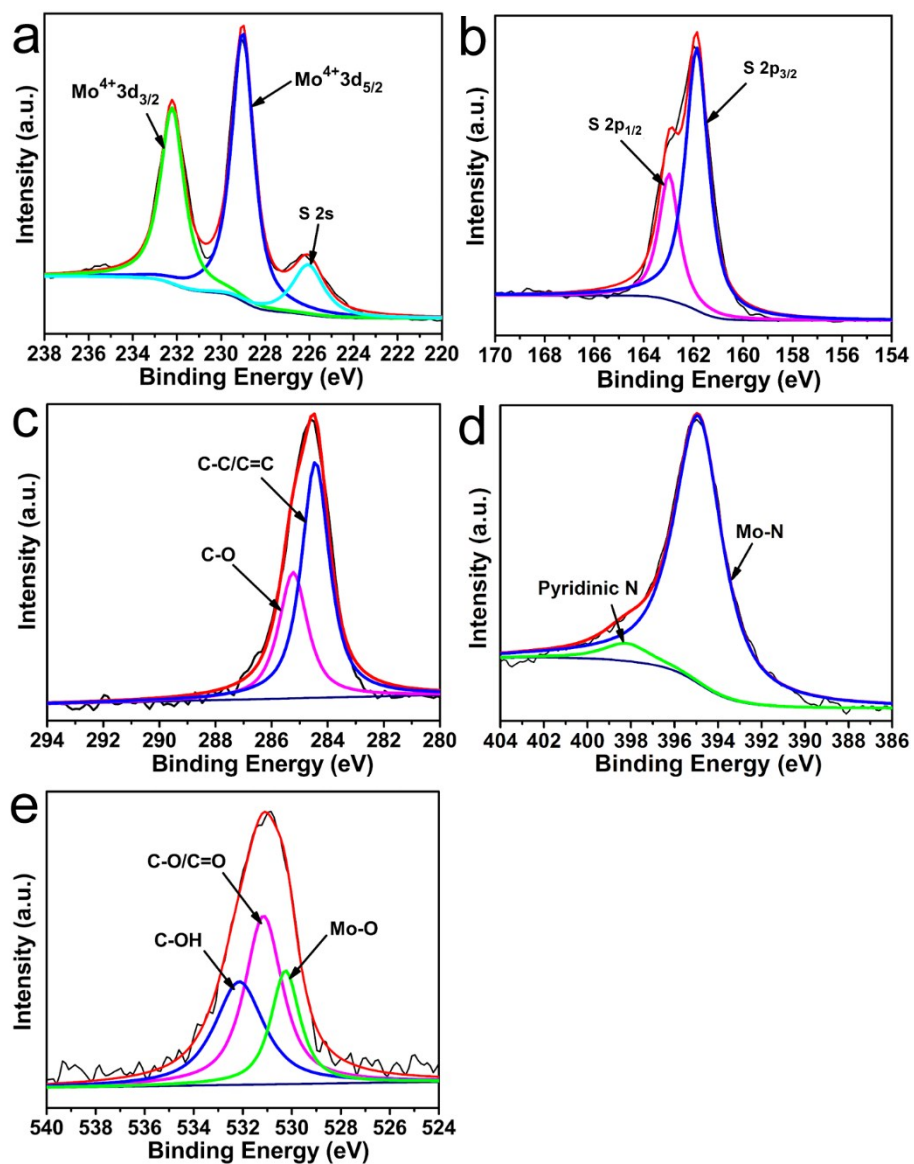 a
Intensity (a.u.)
Mo⁴⁺3d₃/₂
Mo⁴⁺3d₅/₂
S 2s
238 236 234 232 230 228 226 224 222 220
Binding Energy (eV)
b
Intensity (a.u.)
S 2p₃/₂
S 2p₁/₂
170 168 166 164 162 160 158 156 154
Binding Energy (eV)
c
Intensity (a.u.)
C-C/C=C
C-O
294 292 290 288 286 284 282 280
Binding Energy (eV)
d
Intensity (a.u.)
Mo-N
Pyridinic N
404 402 400 398 396 394 392 390 388 386
Binding Energy (eV)
e
Intensity (a.u.)
C-O/C=O
C-OH
Mo-O
540 538 536 534 532 530 528 526 524
Binding Energy (eV)